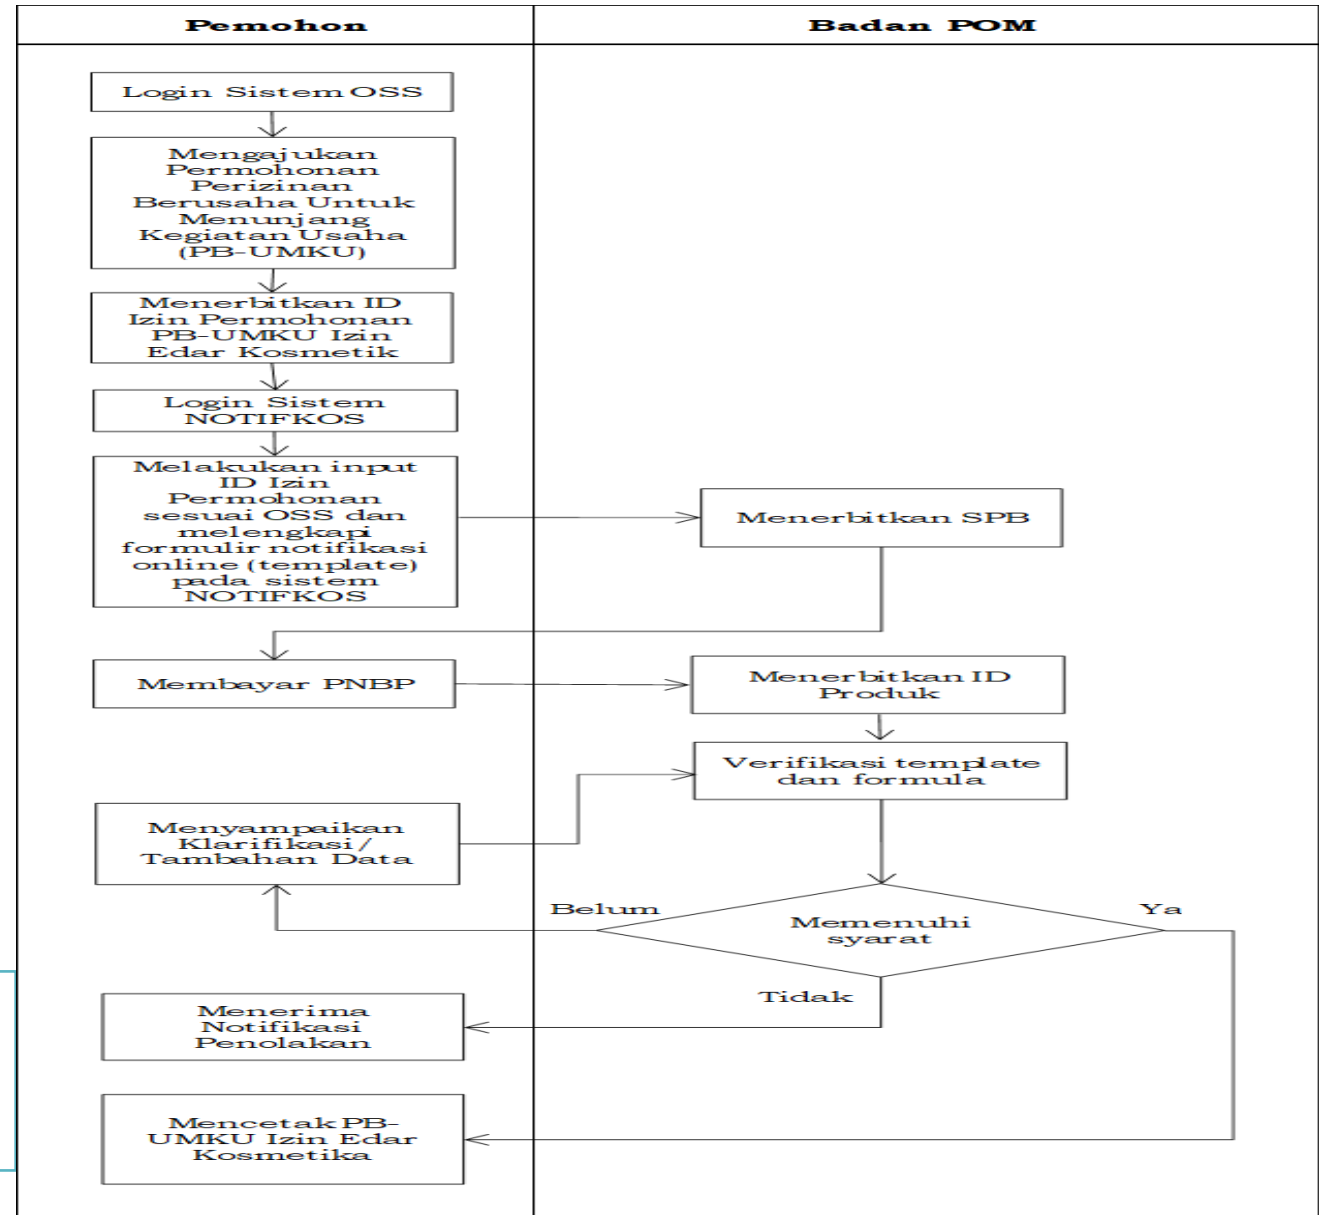 Pemohon
Badan POM
Login Sistem OSS
Mengajukan
Permohonan
Perizinan
Berusaha Untuk
Menunjang
Kegiatan Usaha
(PB-UMKU)
Menerbitkan ID
Izin Permohonan
PB-UMKU Izin
Edar Kosmetik
Login Sistem
NOTIFKOS
Melakukan input
ID Izin
Permohonan
sesuai OSS dan
melengkapi
formulir notifikasi
online (template)
pada sistem
NOTIFKOS
Menerbitkan SPB
Membayar PNBP
Menerbitkan ID
Produk
Verifikasi template
dan formula
Menyampaikan
Klarifikasi/
Tambahan Data
Belum
Memenuhi
syarat
Ya
Tidak
Menerima
Notifikasi
Penolakan
Mencetak PB-
UMKU Izin Edar
Kosmetika